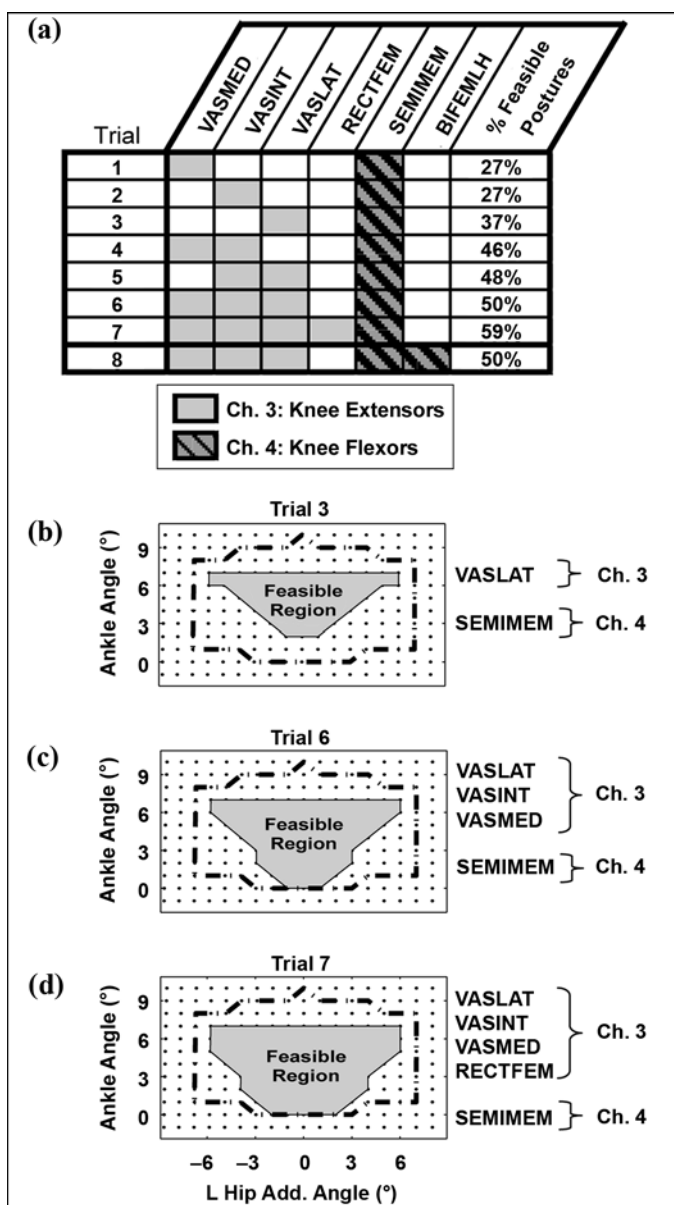 (a)
Trial VASMED VASINT VASLAT RECTFEM SEMIMEM BIFEMLH % Feasible Postures
1 27%
2 27%
3 37%
4 46%
5 48%
6 50%
7 59%
8 50%
Ch. 3: Knee Extensors
Ch. 4: Knee Flexors
(b)
Trial 3
Ankle Angle (°)
9
6
3
0
Feasible
Region
VASLAT Ch. 3
SEMIMEM Ch. 4
(c)
Trial 6
Ankle Angle (°)
9
6
3
0
Feasible
Region
VASLAT
VASINT Ch. 3
VASMED
SEMIMEM Ch. 4
(d)
Trial 7
Ankle Angle (°)
9
6
3
0
Feasible
Region
VASLAT
VASINT
VASMED Ch. 3
RECTFEM
SEMIMEM Ch. 4
–6 –3 0 3 6
L Hip Add. Angle (°)